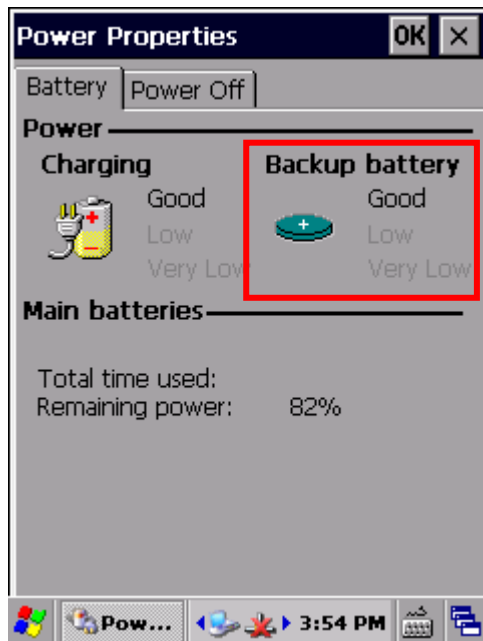 Power Properties OK ×
Battery Power Off
Power
Charging Backup battery
Good Good
Low Low
Very Low Very Low
Main batteries
Total time used:
Remaining power: 82%
Pow... 3:54 PM